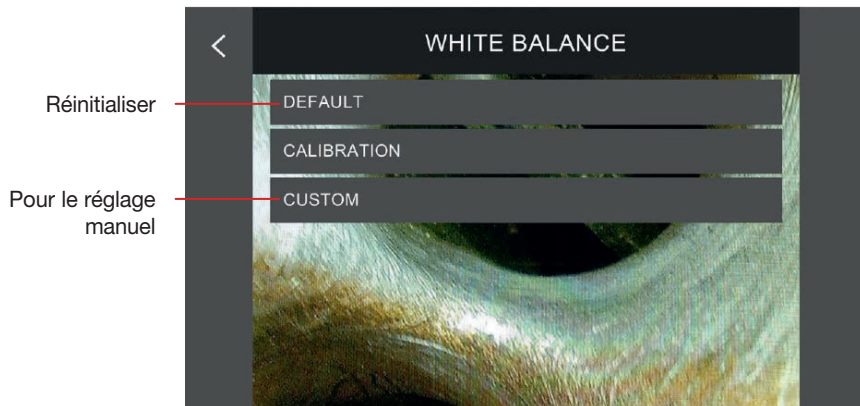 WHITE BALANCE
Réinitialiser
DEFAULT
CALIBRATION
Pour le réglage
manuel
CUSTOM